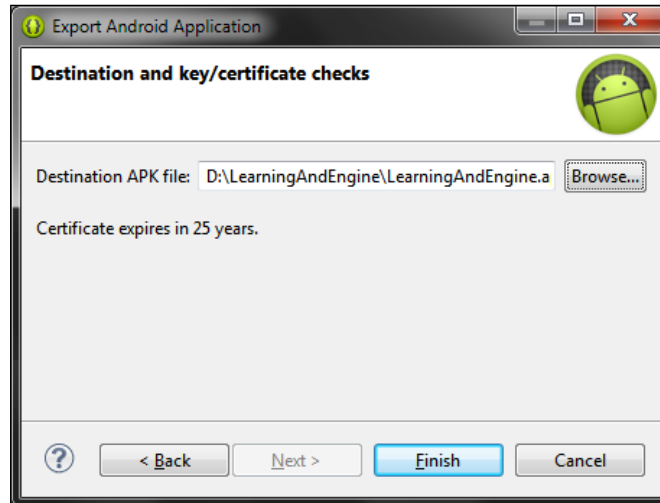 Export Android Application
Destination and key/certificate checks
Destination APK file: D:\LearningAndEngine\LearningAndEngine.a Browse...
Certificate expires in 25 years.
? < Back Next > Finish Cancel